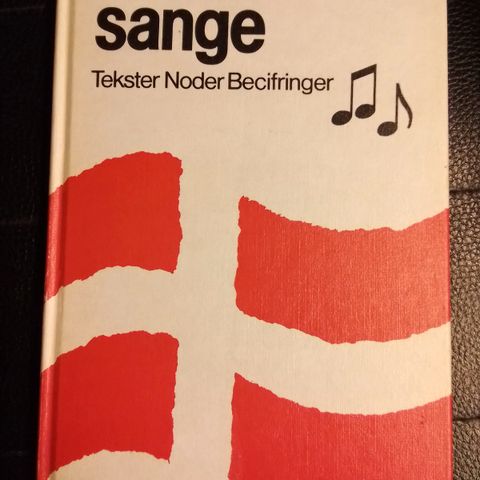 sange
Tekster Noder Becifringer